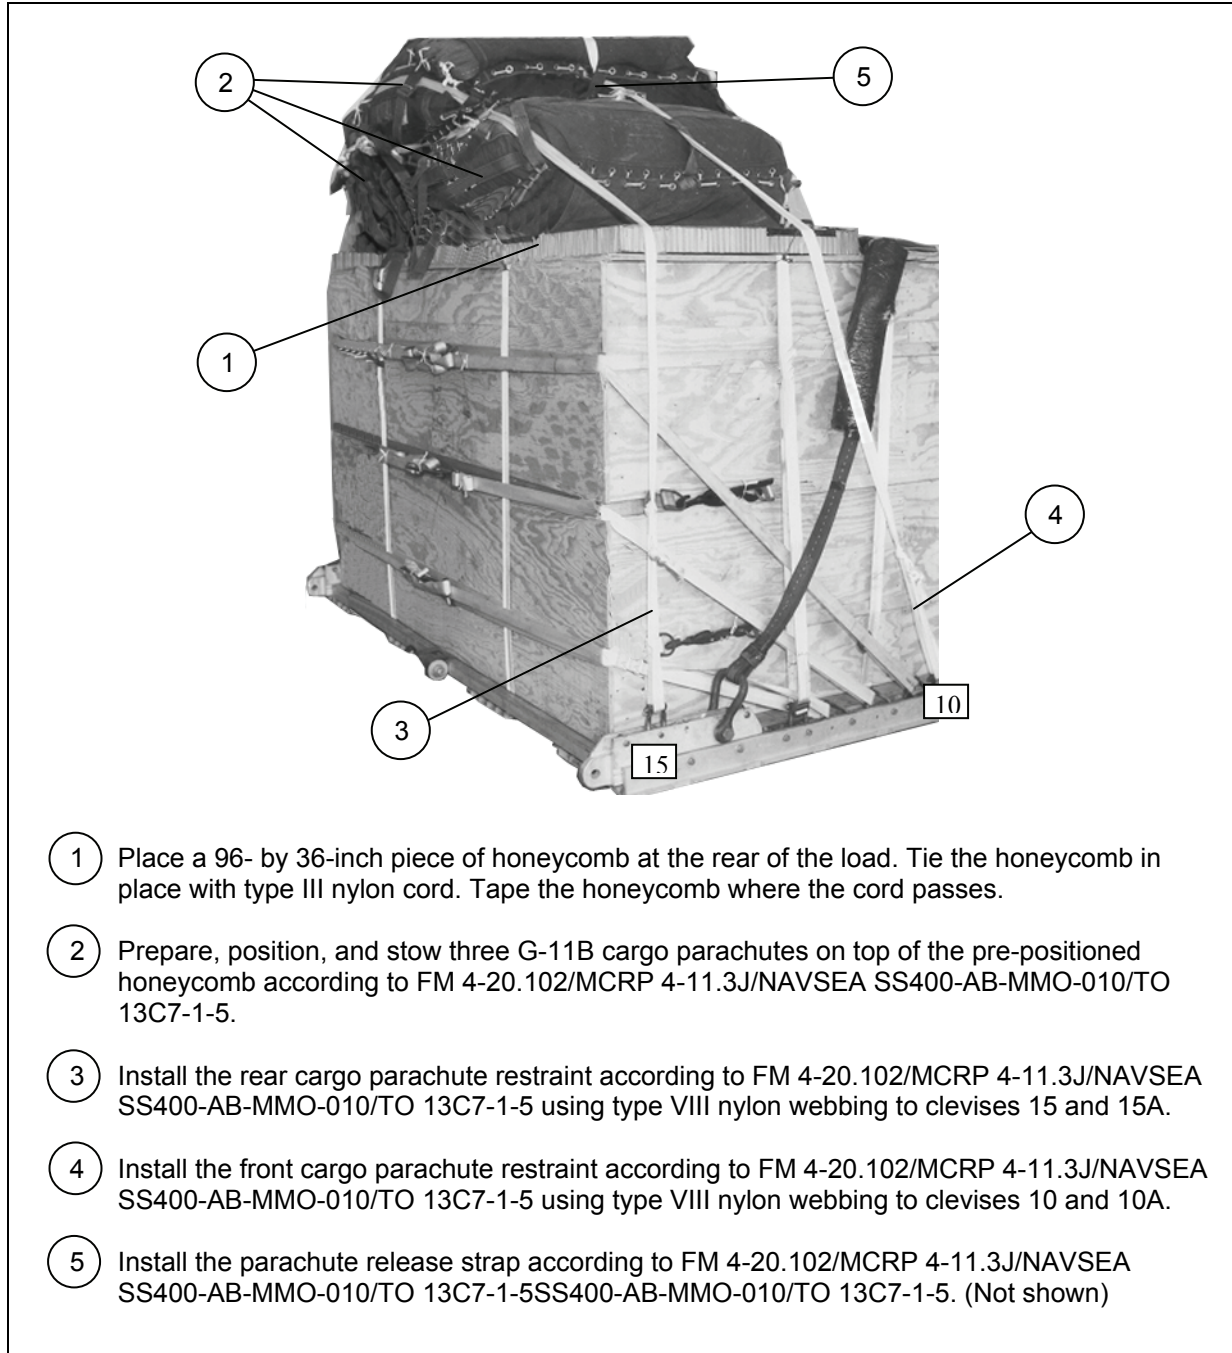 2
5
1
4
10
3
15
1 Place a 96- by 36-inch piece of honeycomb at the rear of the load. Tie the honeycomb in
place with type III nylon cord. Tape the honeycomb where the cord passes.
2 Prepare, position, and stow three G-11B cargo parachutes on top of the pre-positioned
honeycomb according to FM 4-20.102/MCRP 4-11.3J/NAVSEA SS400-AB-MMO-010/TO
13C7-1-5.
3 Install the rear cargo parachute restraint according to FM 4-20.102/MCRP 4-11.3J/NAVSEA
SS400-AB-MMO-010/TO 13C7-1-5 using type VIII nylon webbing to clevises 15 and 15A.
4 Install the front cargo parachute restraint according to FM 4-20.102/MCRP 4-11.3J/NAVSEA
SS400-AB-MMO-010/TO 13C7-1-5 using type VIII nylon webbing to clevises 10 and 10A.
5 Install the parachute release strap according to FM 4-20.102/MCRP 4-11.3J/NAVSEA
SS400-AB-MMO-010/TO 13C7-1-5SS400-AB-MMO-010/TO 13C7-1-5. (Not shown)